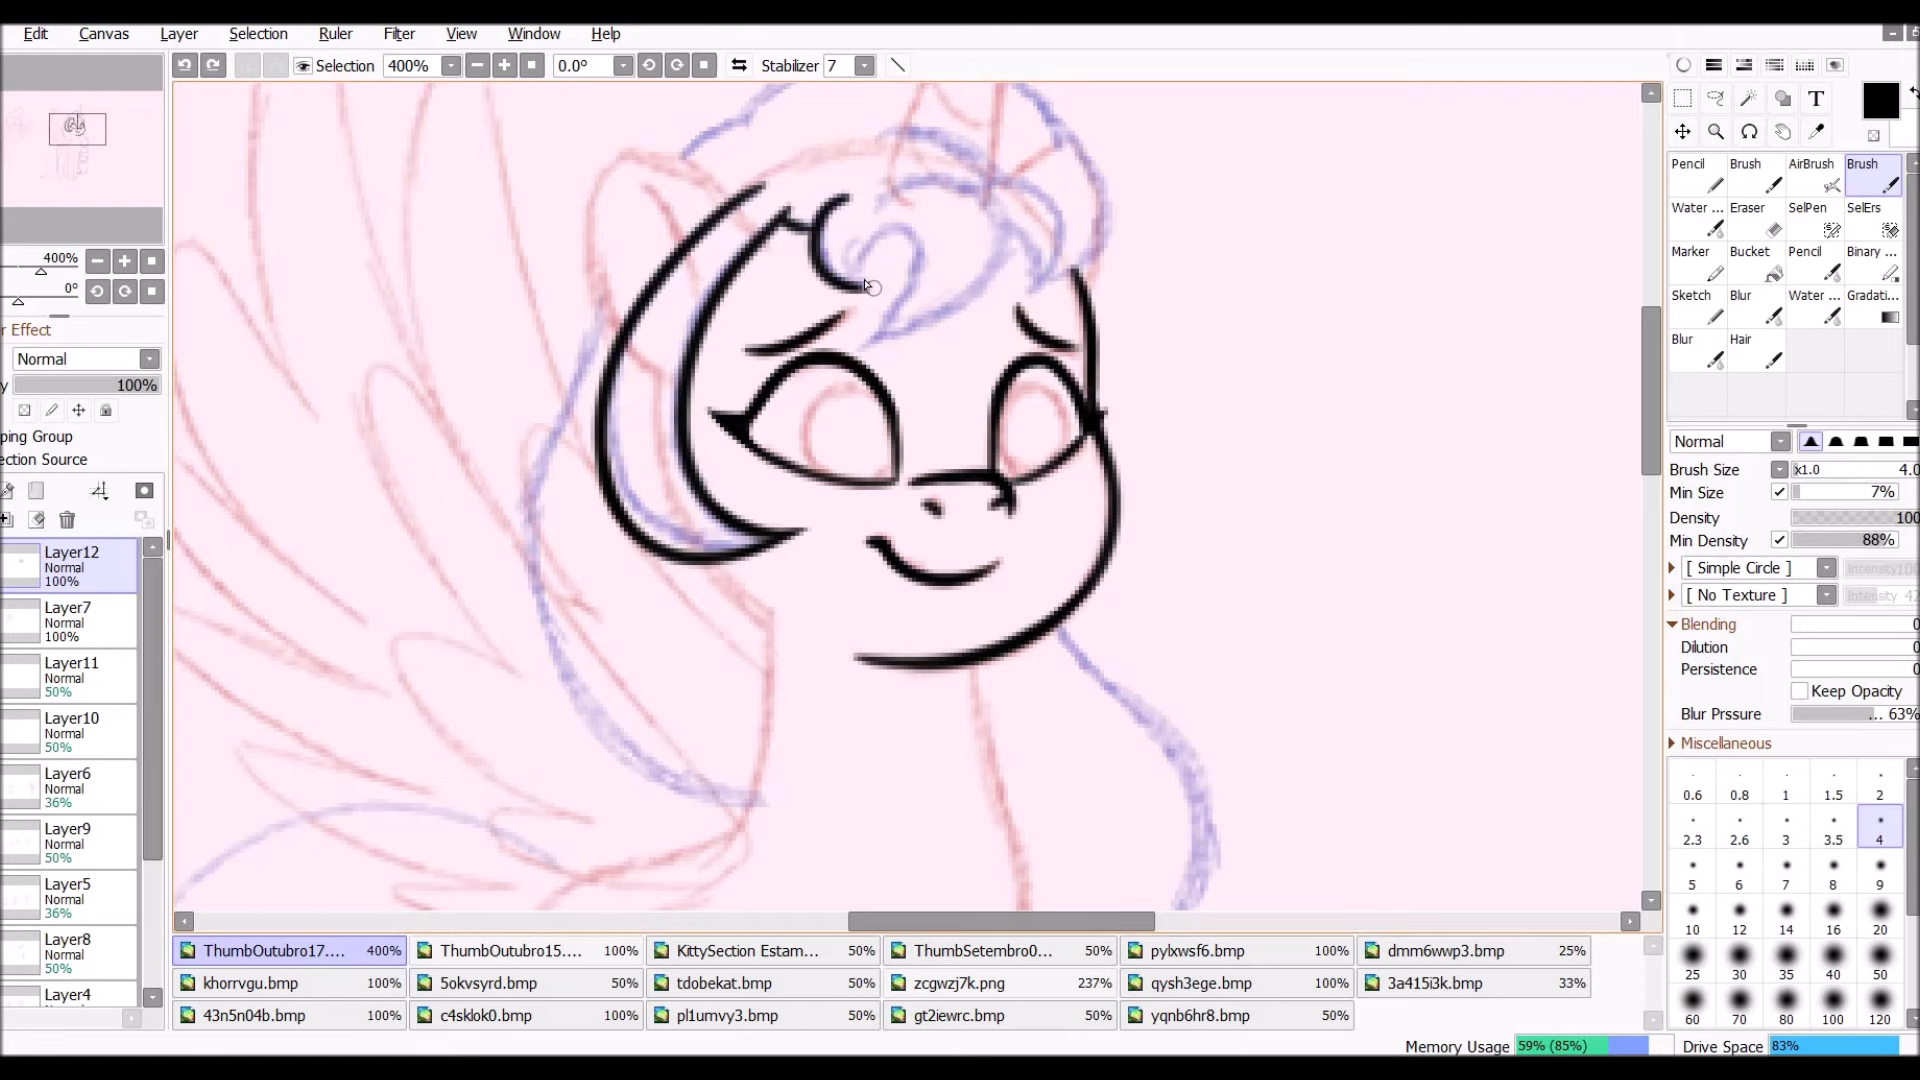 Edit Canvas Layer Selection Ruler Filter View Window Help
Selection 400% 0.0° Stabilizer 7
T
400%
0°
r Effect
Normal
y 100%
ping Group
ection Source
Layer12
Normal
100%
Layer7
Normal
100%
Layer11
Normal
50%
Layer10
Normal
50%
Layer6
Normal
36%
Layer9
Normal
50%
Layer5
Normal
36%
Layer8
Normal
50%
Layer4
Pencil Brush AirBrush Brush
Water ... Eraser SelPen SelErs
Marker Bucket Pencil Binary ...
Sketch Blur Water ... Gradati...
Blur Hair
Normal
Brush Size x1.0 4.0
Min Size 7%
Density 100
Min Density 88%
[ Simple Circle ] Intensity100
[ No Texture ] Intensity 42
Blending 0
Dilution 0
Persistence 0
Keep Opacity
Blur Prssure ... 63%
Miscellaneous
0.6 0.8 1 1.5 2
2.3 2.6 3 3.5 4
5 6 7 8 9
10 12 14 16 20
25 30 35 40 50
60 70 80 100 120
ThumbOutubro17.... 400% ThumbOutubro15.... 100% KittySection Estam... 50% ThumbSetembro0... 50% pylxwsf6.bmp 100% dmm6wwp3.bmp 25%
khorrvgu.bmp 100% 5okvsyrd.bmp 50% tdobekat.bmp 50% zcgwzj7k.png 237% qysh3ege.bmp 100% 3a415i3k.bmp 33%
43n5n04b.bmp 100% c4sklok0.bmp 100% pl1umvy3.bmp 50% gt2iewrc.bmp 50% yqnb6hr8.bmp 50%
Memory Usage 59% (85%) Drive Space 83%